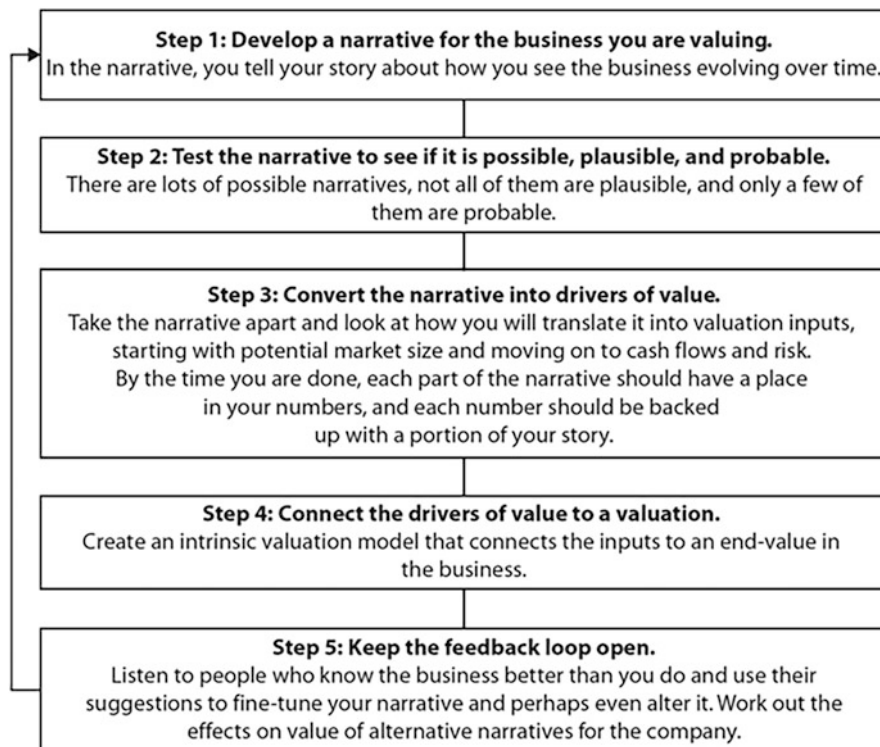 Step 1: Develop a narrative for the business you are valuing.
In the narrative, you tell your story about how you see the business evolving over time.
Step 2: Test the narrative to see if it is possible, plausible, and probable.
There are lots of possible narratives, not all of them are plausible, and only a few of
them are probable.
Step 3: Convert the narrative into drivers of value.
Take the narrative apart and look at how you will translate it into valuation inputs,
starting with potential market size and moving on to cash flows and risk.
By the time you are done, each part of the narrative should have a place
in your numbers, and each number should be backed
up with a portion of your story.
Step 4: Connect the drivers of value to a valuation.
Create an intrinsic valuation model that connects the inputs to an end-value in
the business.
Step 5: Keep the feedback loop open.
Listen to people who know the business better than you do and use their
suggestions to fine-tune your narrative and perhaps even alter it. Work out the
effects on value of alternative narratives for the company.